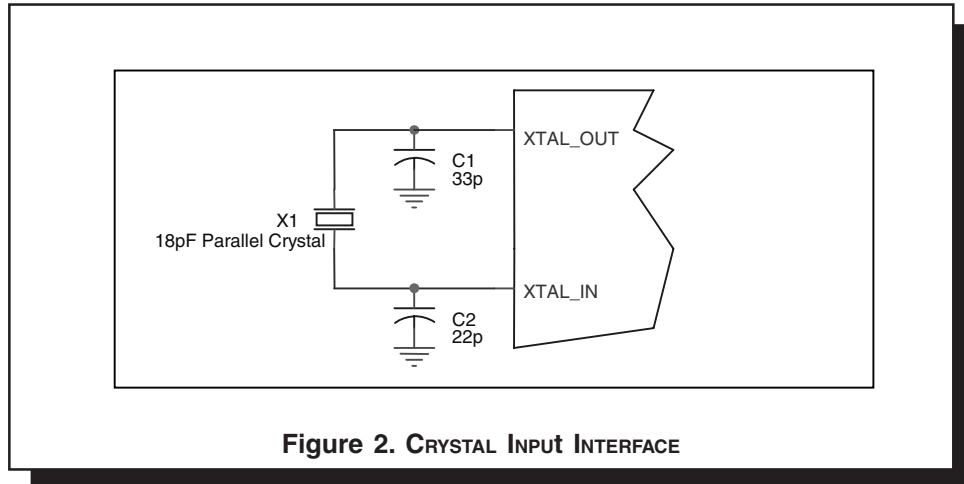 XTAL_OUT
C1
33p
X1
18pF Parallel Crystal
XTAL_IN
C2
22p
Figure 2. CRYSTAL INPUt INTERFACE